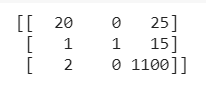 [[  20    0   25]
[   1    1   15]
[   2    0 1100]]